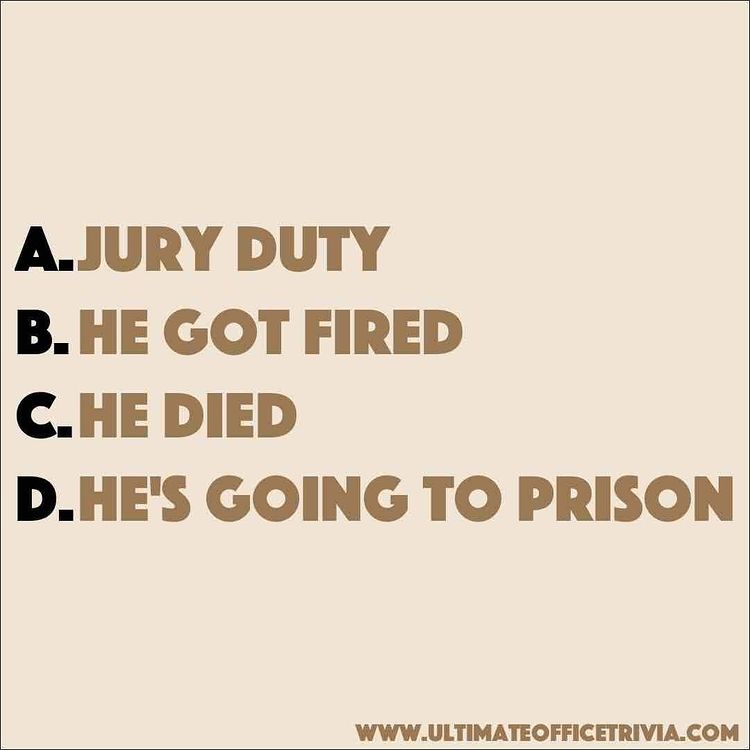 A. JURY DUTY
B. HE GOT FIRED
C. HE DIED
D. HE'S GOING TO PRISON
WWW.ULTIMATEOFFICETRIVIA.COM